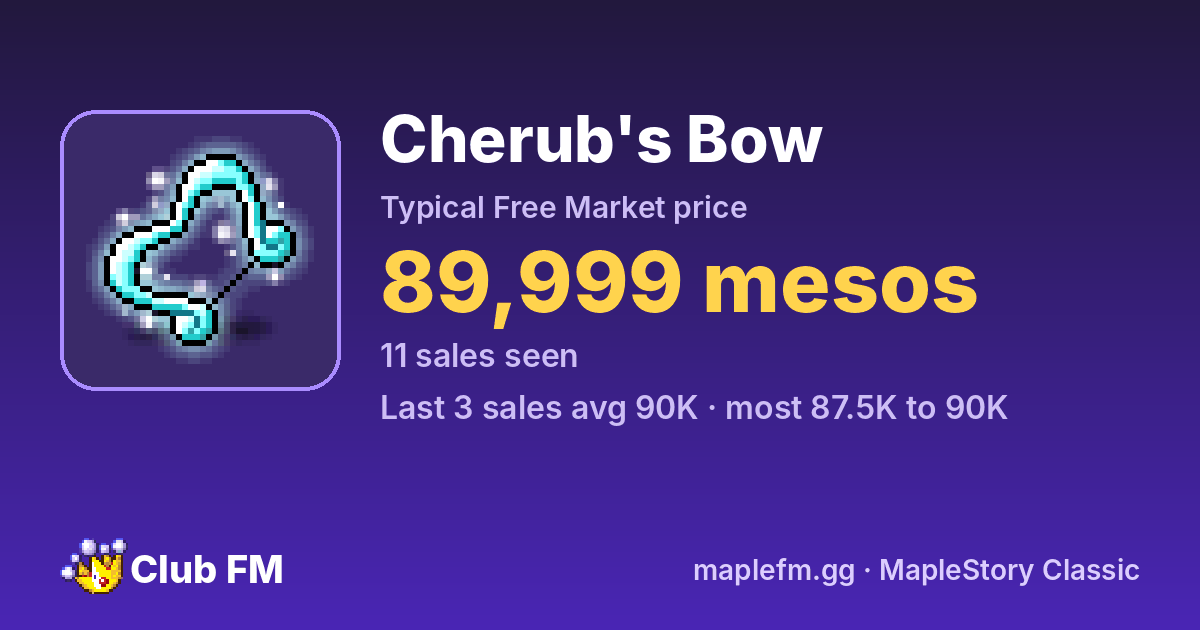 Cherub's Bow
Typical Free Market price
89,999 mesos
11 sales seen
Last 3 sales avg 90K · most 87.5K to 90K
Club FM
maplefm.gg · MapleStory Classic